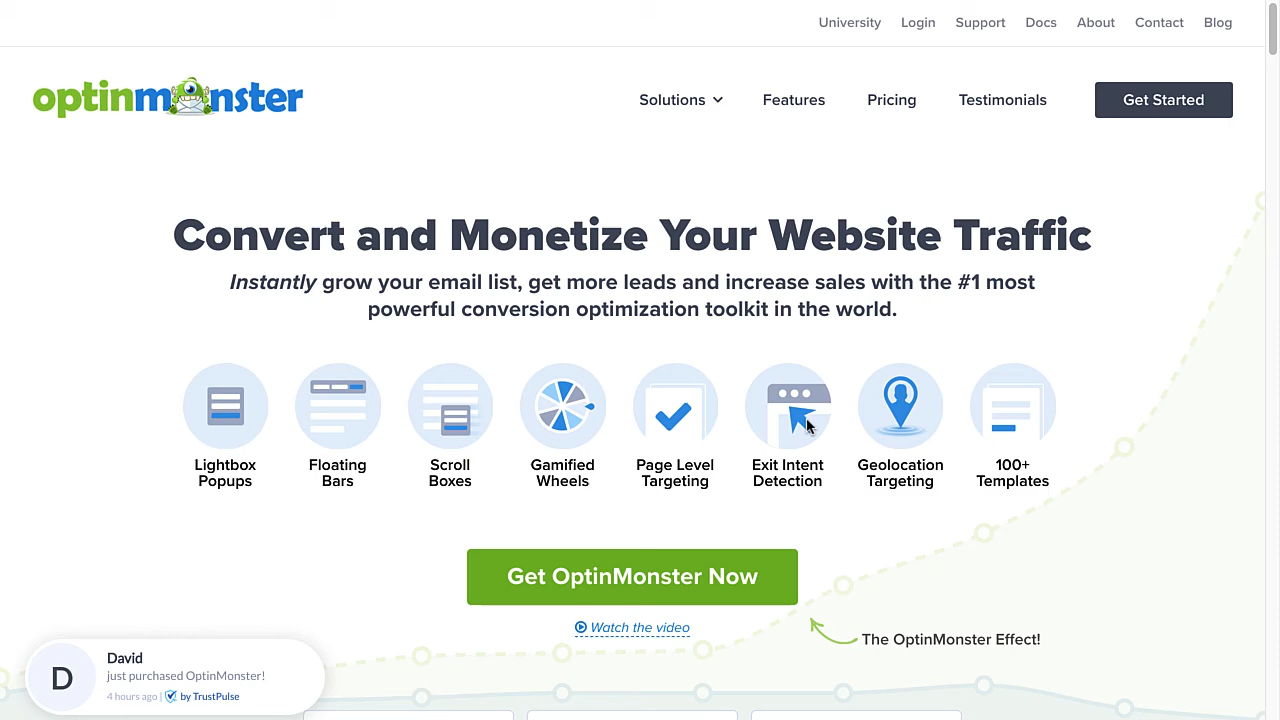 University Login Support Docs About Contact Blog
optinmonster
Solutions Features Pricing Testimonials Get Started
Convert and Monetize Your Website Traffic
Instantly grow your email list, get more leads and increase sales with the #1 most
powerful conversion optimization toolkit in the world.
Lightbox
Popups
Floating
Bars
Scroll
Boxes
Gamified
Wheels
Page Level
Targeting
Exit Intent
Detection
Geolocation
Targeting
100+
Templates
Get OptinMonster Now
Watch the video
The OptinMonster Effect!
D
David
just purchased OptinMonster!
4 hours ago | by TrustPulse